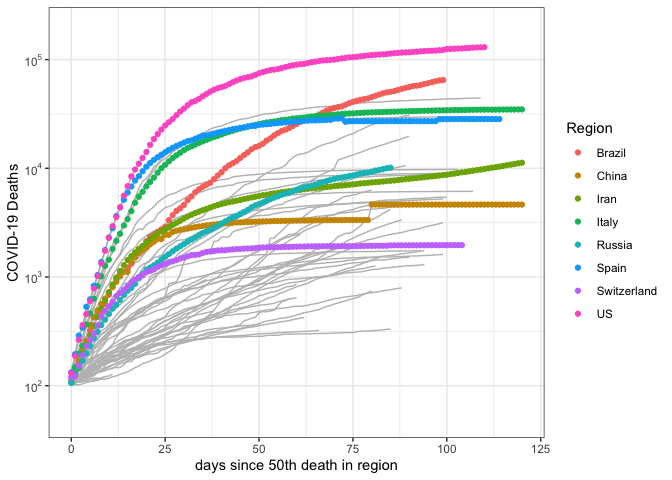 10⁵
10⁴
10³
10²
COVID-19 Deaths
0 25 50 75 100 125
days since 50th death in region
Region
Brazil
China
Iran
Italy
Russia
Spain
Switzerland
US